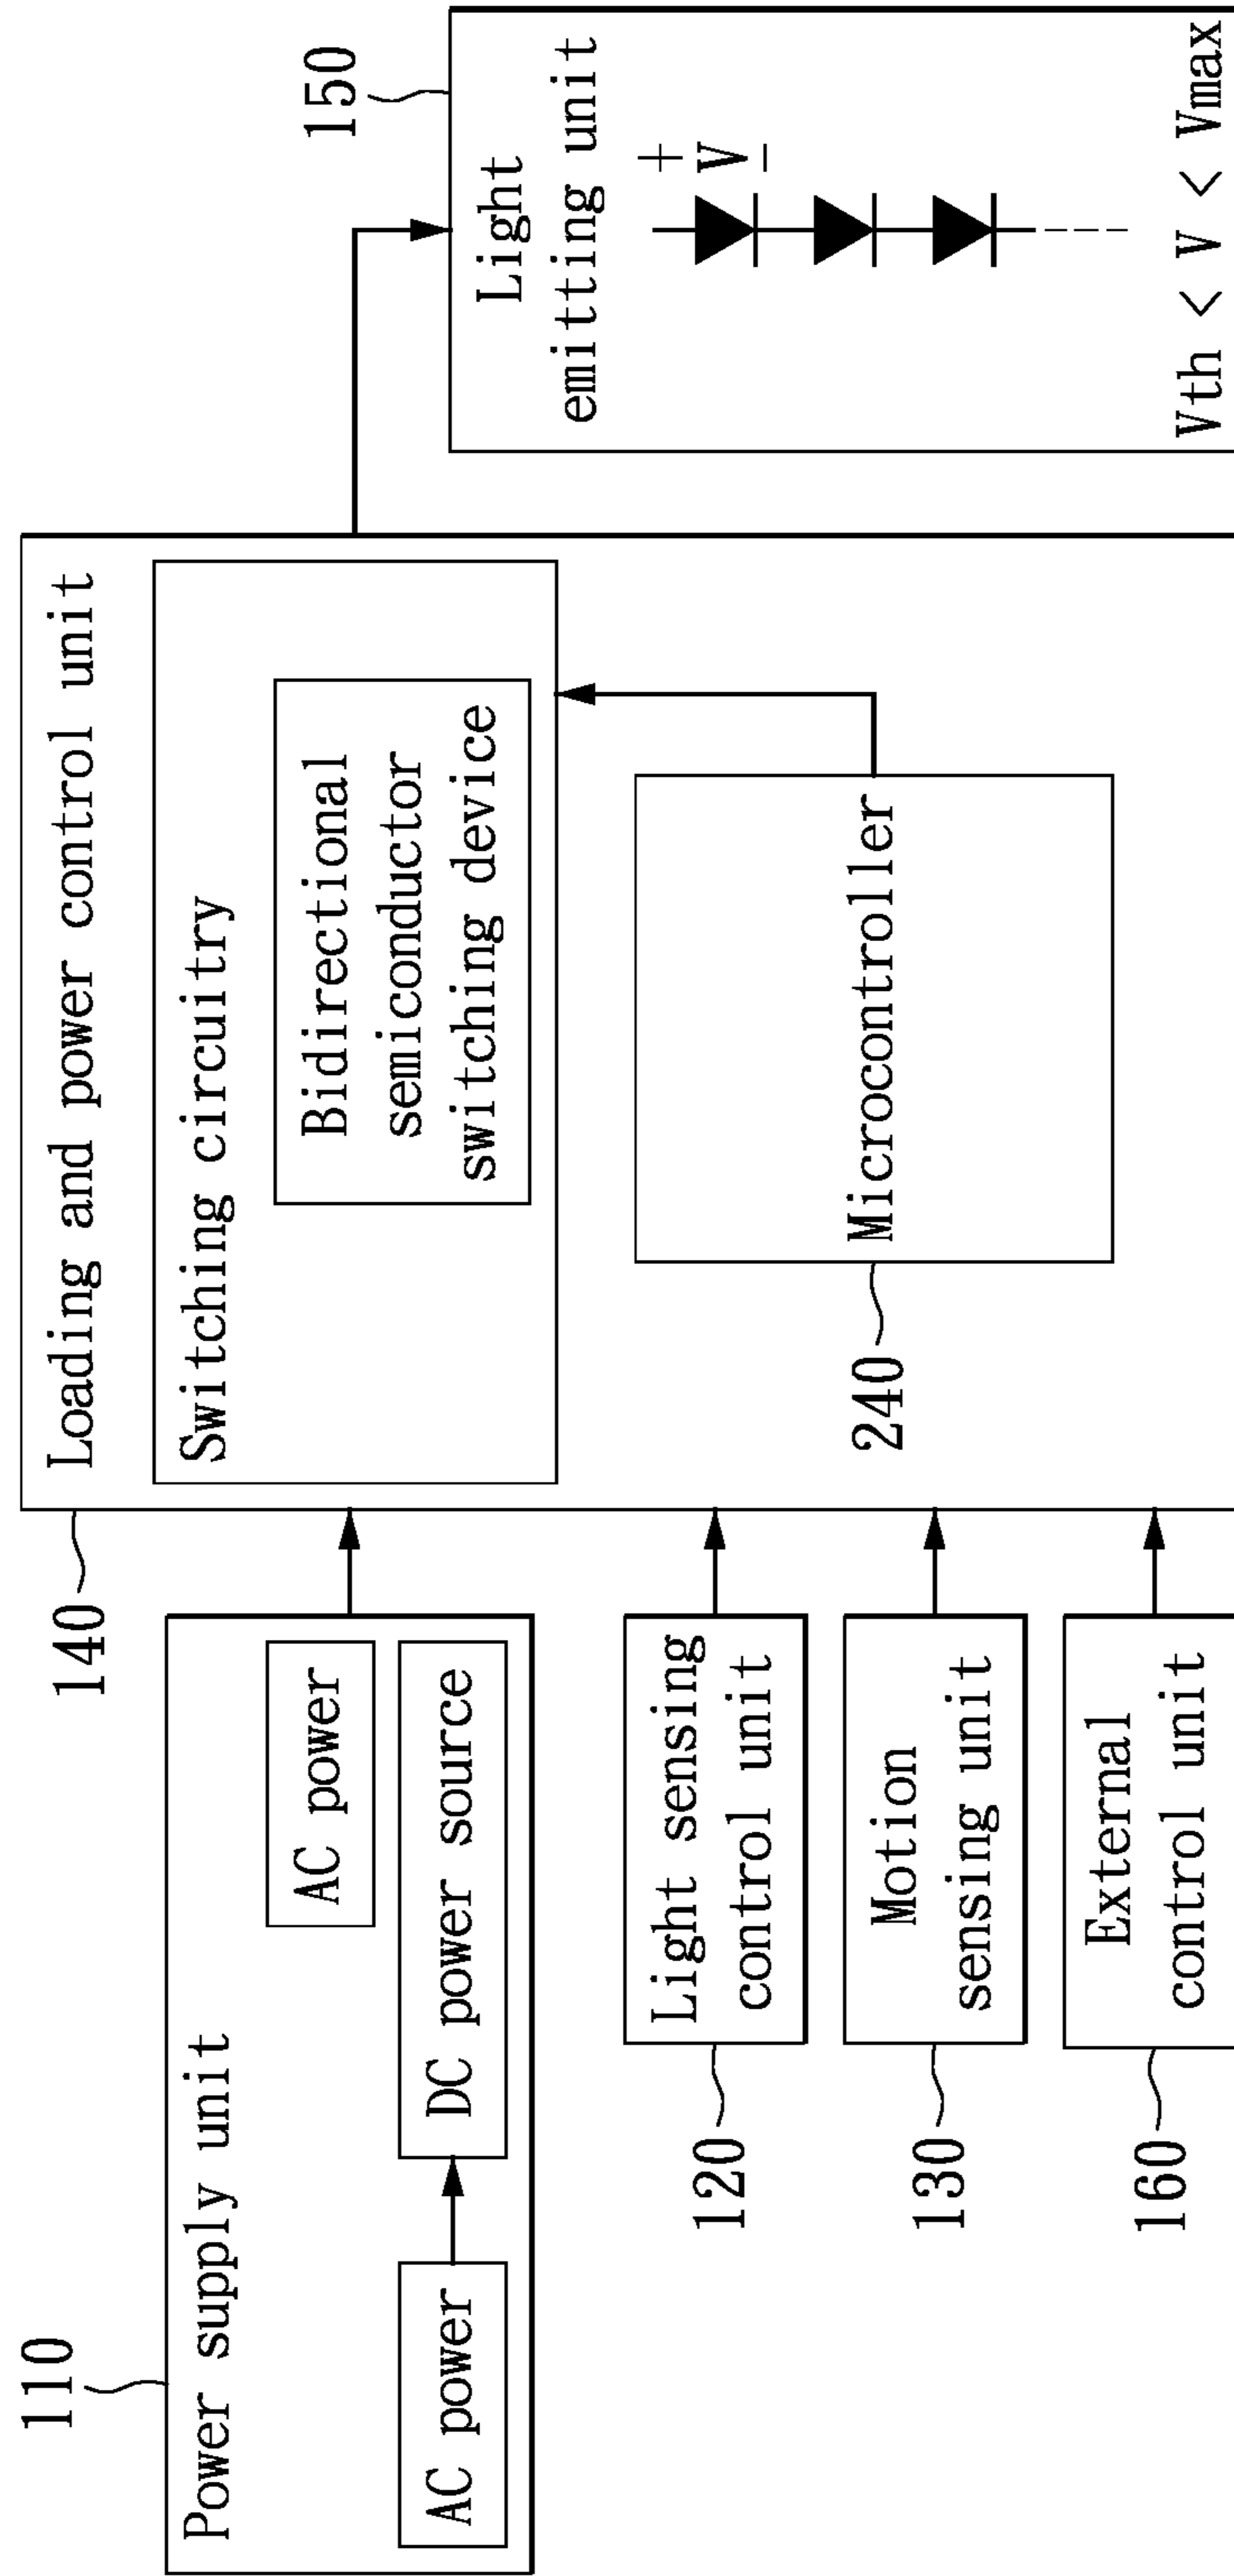 110
Power supply unit
AC power
AC power
DC power source
120
Light sensing
control unit
130
Motion
sensing unit
160
External
control unit
140
Loading and power control unit
Switching circuitry
Bidirectional
semiconductor
switching device
240
Microcontroller
150
Light
emitting unit
+
V
-
Vth < V < Vmax